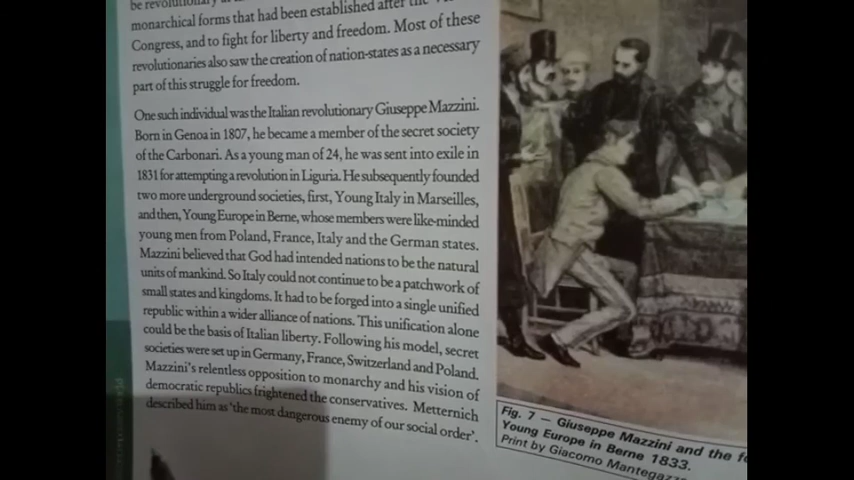 be revolutionary at
monarchical forms that had been established after the
Congress, and to fight for liberty and freedom. Most of these
revolutionaries also saw the creation of nation-states as a necessary
part of this struggle for freedom.
One such individual was the Italian revolutionary Giuseppe Mazzini.
Born in Genoa in 1807, he became a member of the secret society
of the Carbonari. As a young man of 24, he was sent into exile in
1831 for attempting a revolution in Liguria. He subsequently founded
two more underground societies, first, Young Italy in Marseilles,
and then, Young Europe in Berne, whose members were like-minded
young men from Poland, France, Italy and the German states.
Mazzini believed that God had intended nations to be the natural
units of mankind. So Italy could not continue to be a patchwork of
small states and kingdoms. It had to be forged into a single unified
republic within a wider alliance of nations. This unification alone
could be the basis of Italian liberty. Following his model, secret
societies were set up in Germany, France, Switzerland and Poland.
Mazzini's relentless opposition to monarchy and his vision of
democratic republics frightened the conservatives. Metternich
described him as 'the most dangerous enemy of our social order'.
Fig. 7 — Giuseppe Mazzini and the
Young Europe in Berne 1833.
Print by Giacomo